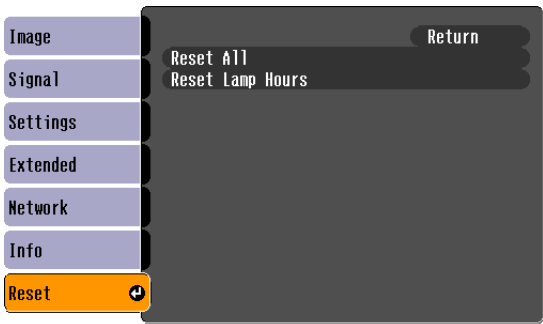 Image
Signal
Settings
Extended
Network
Info
Reset
Return
Reset All
Reset Lamp Hours